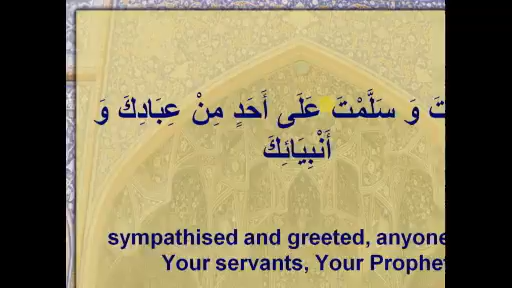 وَ سَلَّمْتَ عَلَى أَحَدٍ مِنْ عِبَادِكَ وَ
أَنْبِيَائِكَ
sympathised and greeted, anyone
Your servants, Your Prophet